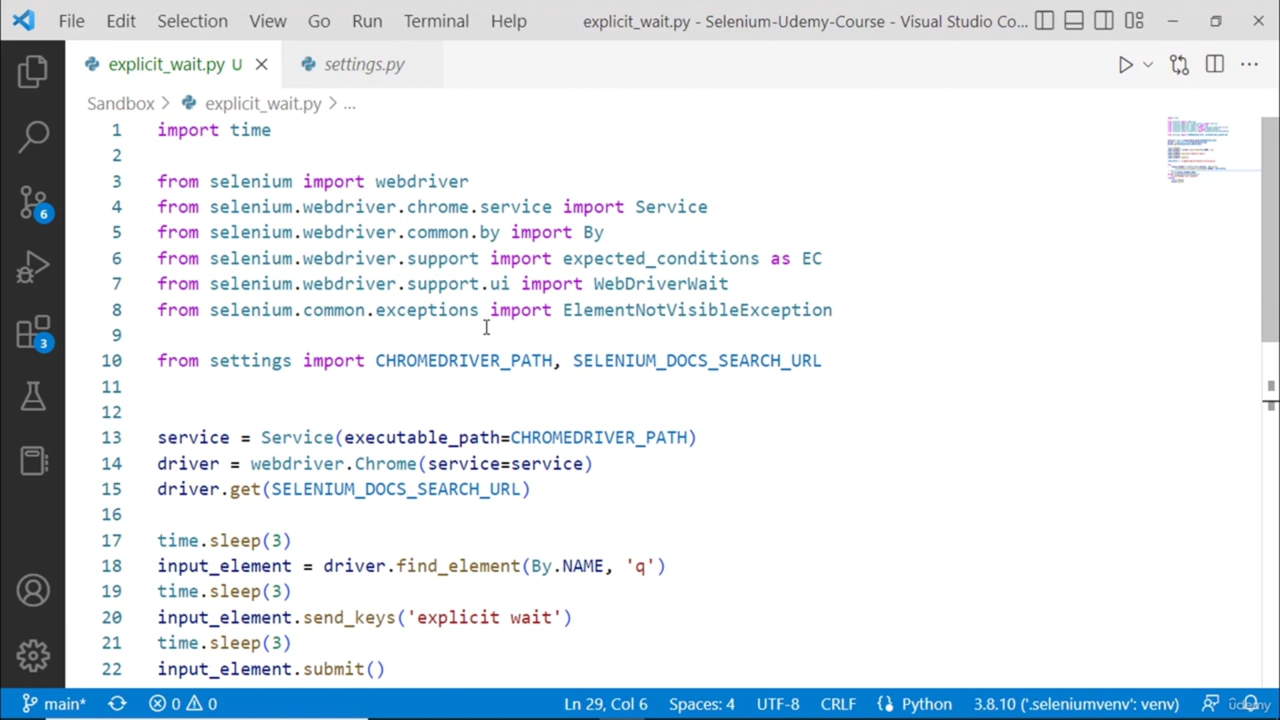 File Edit Selection View Go Run Terminal Help explicit_wait.py - Selenium-Udemy-Course - Visual Studio Co...
explicit_wait.py U settings.py
Sandbox > explicit_wait.py > ...
1 import time
2
3 from selenium import webdriver
4 from selenium.webdriver.chrome.service import Service
5 from selenium.webdriver.common.by import By
6 from selenium.webdriver.support import expected_conditions as EC
7 from selenium.webdriver.support.ui import WebDriverWait
8 from selenium.common.exceptions import ElementNotVisibleException
9
10 from settings import CHROMEDRIVER_PATH, SELENIUM_DOCS_SEARCH_URL
11
12
13 service = Service(executable_path=CHROMEDRIVER_PATH)
14 driver = webdriver.Chrome(service=service)
15 driver.get(SELENIUM_DOCS_SEARCH_URL)
16
17 time.sleep(3)
18 input_element = driver.find_element(By.NAME, 'q')
19 time.sleep(3)
20 input_element.send_keys('explicit wait')
21 time.sleep(3)
22 input_element.submit()
6
3
main* 0 0 Ln 29, Col 6 Spaces: 4 UTF-8 CRLF Python 3.8.10 ('.seleniumvenv': venv) udemy